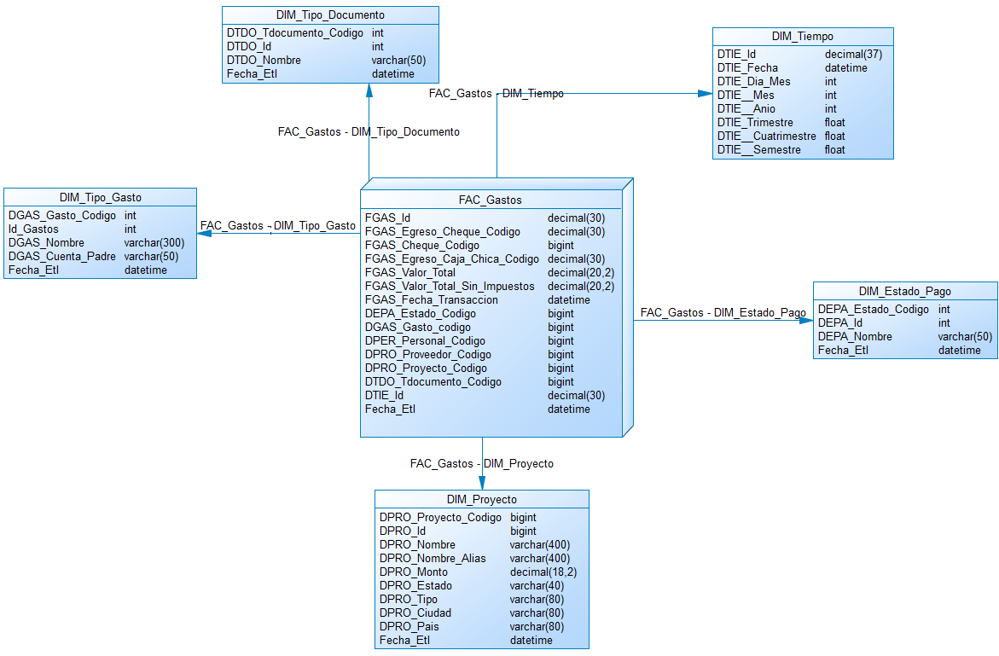 DIM_Tipo_Documento
DTDO_Tdocumento_Codigo int
DTDO_Id int
DTDO_Nombre varchar(50)
Fecha_Etl datetime
DIM_Tiempo
DTIE_Id decimal(37)
DTIE_Fecha datetime
DTIE_Dia_Mes int
DTIE__Mes int
DTIE__Anio int
DTIE_Trimestre float
DTIE__Cuatrimestre float
DTIE__Semestre float
FAC_Gastos - DIM_Tiempo
FAC_Gastos - DIM_Tipo_Documento
DIM_Tipo_Gasto
DGAS_Gasto_Codigo int
Id_Gastos int
DGAS_Nombre varchar(300)
DGAS_Cuenta_Padre varchar(50)
Fecha_Etl datetime
FAC_Gastos - DIM_Tipo_Gasto
FAC_Gastos
FGAS_Id decimal(30)
FGAS_Egreso_Cheque_Codigo decimal(30)
FGAS_Cheque_Codigo bigint
FGAS_Egreso_Caja_Chica_Codigo decimal(30)
FGAS_Valor_Total decimal(20,2)
FGAS_Valor_Total_Sin_Impuestos decimal(20,2)
FGAS_Fecha_Transaccion datetime
DEPA_Estado_Codigo bigint
DGAS_Gasto_codigo bigint
DPER_Personal_Codigo bigint
DPRO_Proveedor_Codigo bigint
DPRO_Proyecto_Codigo bigint
DTDO_Tdocumento_Codigo bigint
DTIE_Id decimal(30)
Fecha_Etl datetime
FAC_Gastos - DIM_Estado_Pago
DIM_Estado_Pago
DEPA_Estado_Codigo int
DEPA_Id int
DEPA_Nombre varchar(50)
Fecha_Etl datetime
FAC_Gastos - DIM_Proyecto
DIM_Proyecto
DPRO_Proyecto_Codigo bigint
DPRO_Id bigint
DPRO_Nombre varchar(400)
DPRO_Nombre_Alias varchar(400)
DPRO_Monto decimal(18,2)
DPRO_Estado varchar(40)
DPRO_Tipo varchar(80)
DPRO_Ciudad varchar(80)
DPRO_Pais varchar(80)
Fecha_Etl datetime